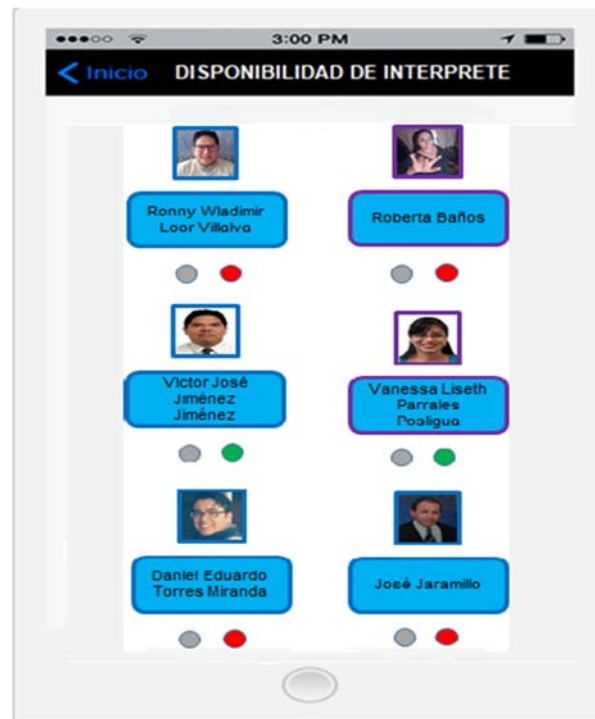 3:00 PM
Inicio DISPONIBILIDAD DE INTERPRETE
Ronny Wladimir
Loor Villalva
Roberta Baños
Victor José
Jiménez
Jiménez
Vanessa Liseth
Parrales
Posligua
Daniel Eduardo
Torres Miranda
José Jaramillo